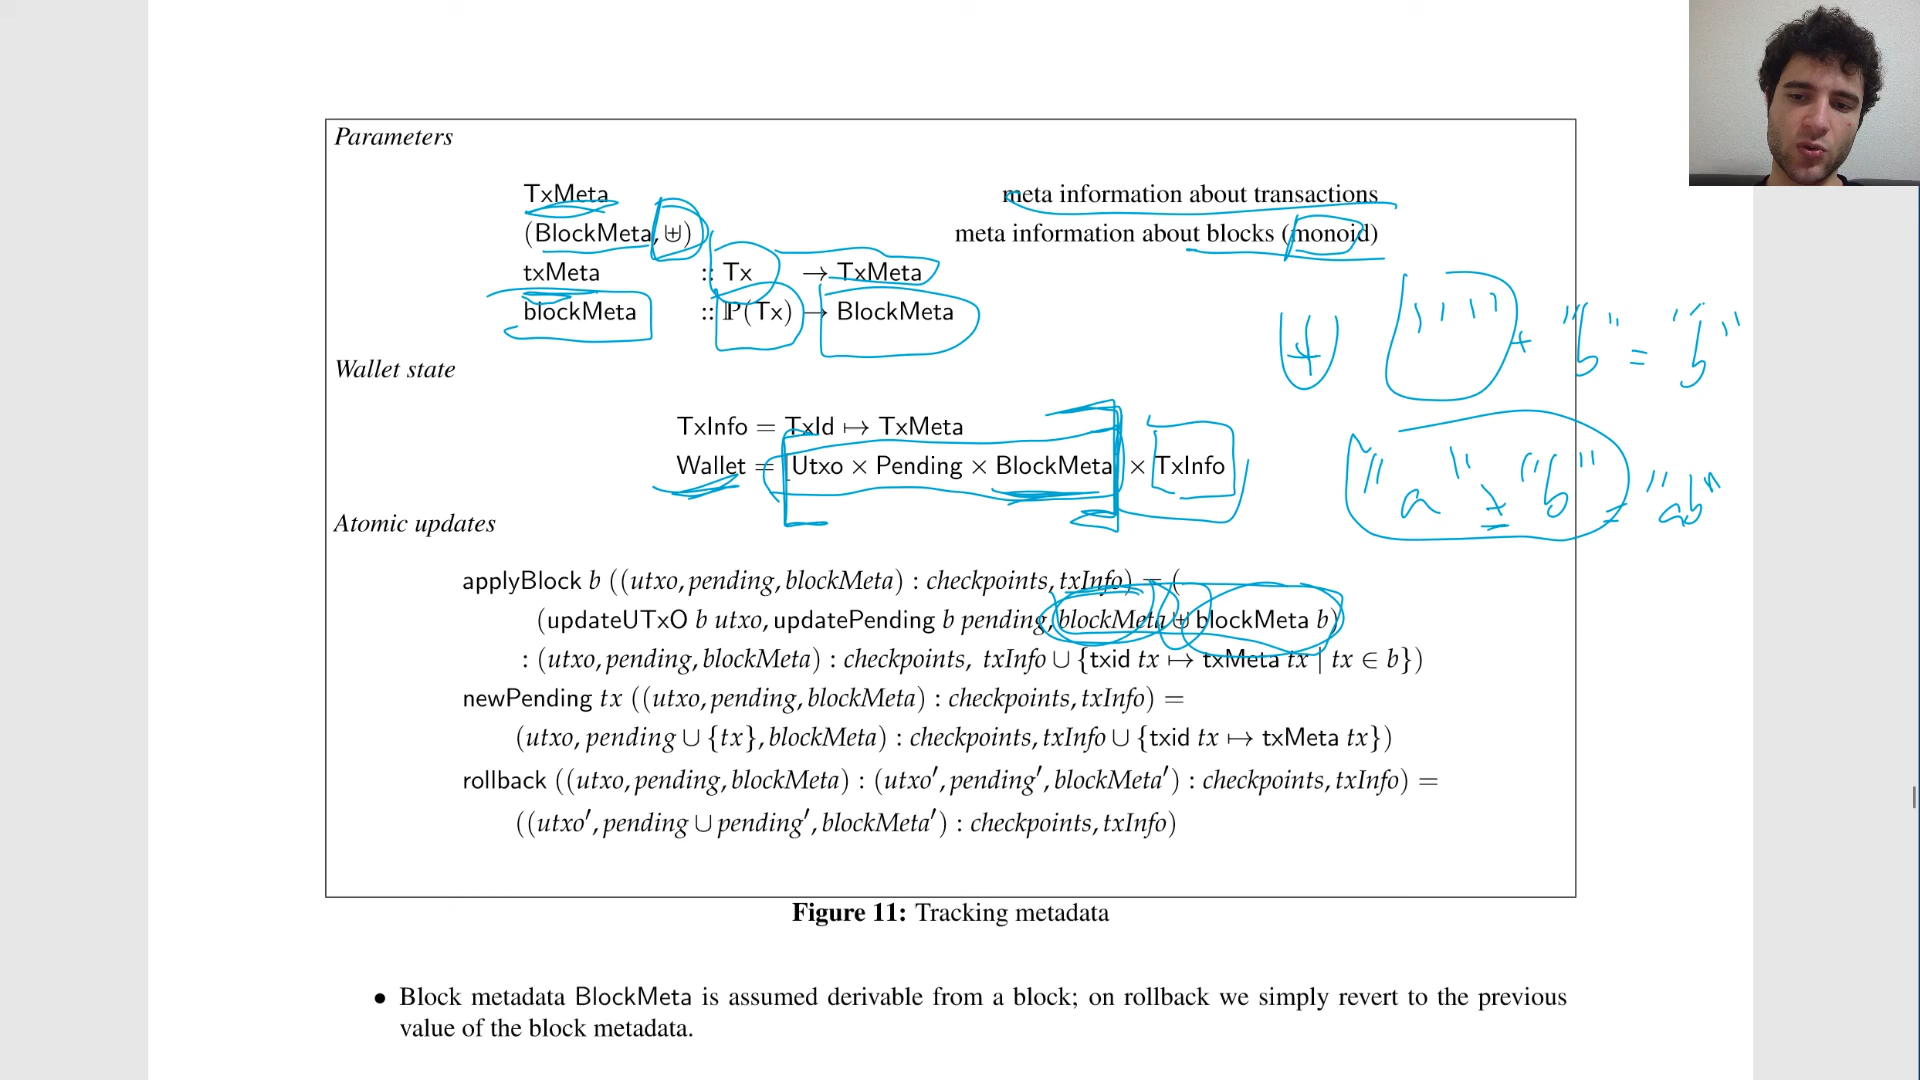 Parameters
TxMeta meta information about transactions
(BlockMeta, ⊎) meta information about blocks (monoid)
txMeta :: Tx → TxMeta
blockMeta :: ℙ(Tx) → BlockMeta
⊎ " " + "b" = "b"
Wallet state
TxInfo = TxId ↦ TxMeta
Wallet = [Utxo × Pending × BlockMeta] × TxInfo
"a" + "b" = "ab"
Atomic updates
applyBlock b ((utxo, pending, blockMeta) : checkpoints, txInfo) = (
(updateUTxO b utxo, updatePending b pending, blockMeta ⊎ blockMeta b)
: (utxo, pending, blockMeta) : checkpoints, txInfo ∪ {txid tx ↦ txMeta tx | tx ∈ b})
newPending tx ((utxo, pending, blockMeta) : checkpoints, txInfo) =
(utxo, pending ∪ {tx}, blockMeta) : checkpoints, txInfo ∪ {txid tx ↦ txMeta tx})
rollback ((utxo, pending, blockMeta) : (utxo′, pending′, blockMeta′) : checkpoints, txInfo) =
((utxo′, pending ∪ pending′, blockMeta′) : checkpoints, txInfo)
Figure 11: Tracking metadata
• Block metadata BlockMeta is assumed derivable from a block; on rollback we simply revert to the previous
value of the block metadata.